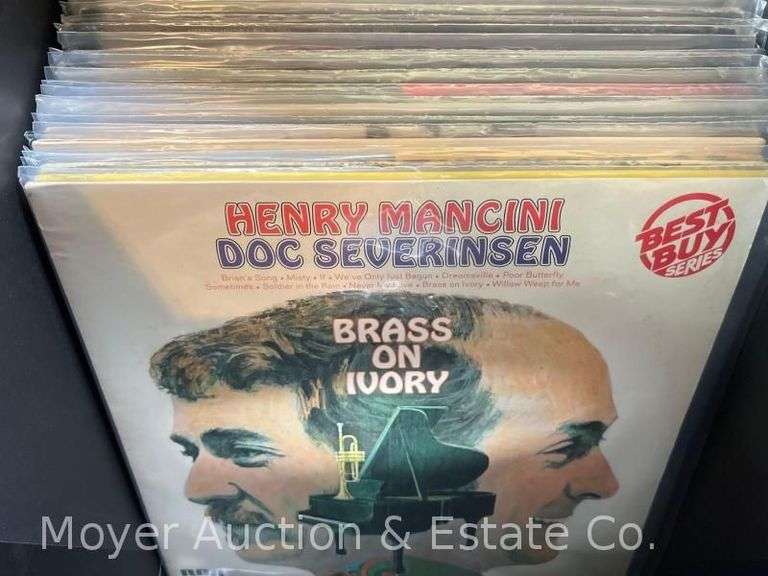 HENRY MANCINI
DOC SEVERINSEN
BEST
BUY
SERIES
Brian's Song • Misty • If • We've Only Just Begun • Dreamsville • Poor Butterfly
Sometimes • Soldier in the Rain • Never My Love • Brass on Ivory • Willow Weep for Me
BRASS
ON
IVORY
Moyer Auction & Estate Co.